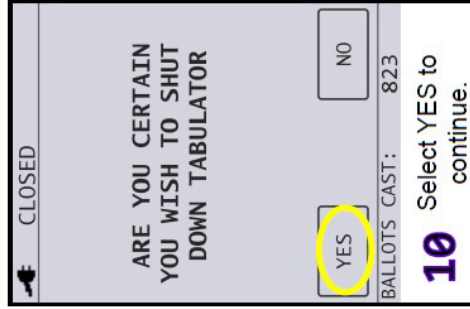 CLOSED
ARE YOU CERTAIN
YOU WISH TO SHUT
DOWN TABULATOR
YES NO
BALLOTS CAST: 823
10 Select YES to
continue.